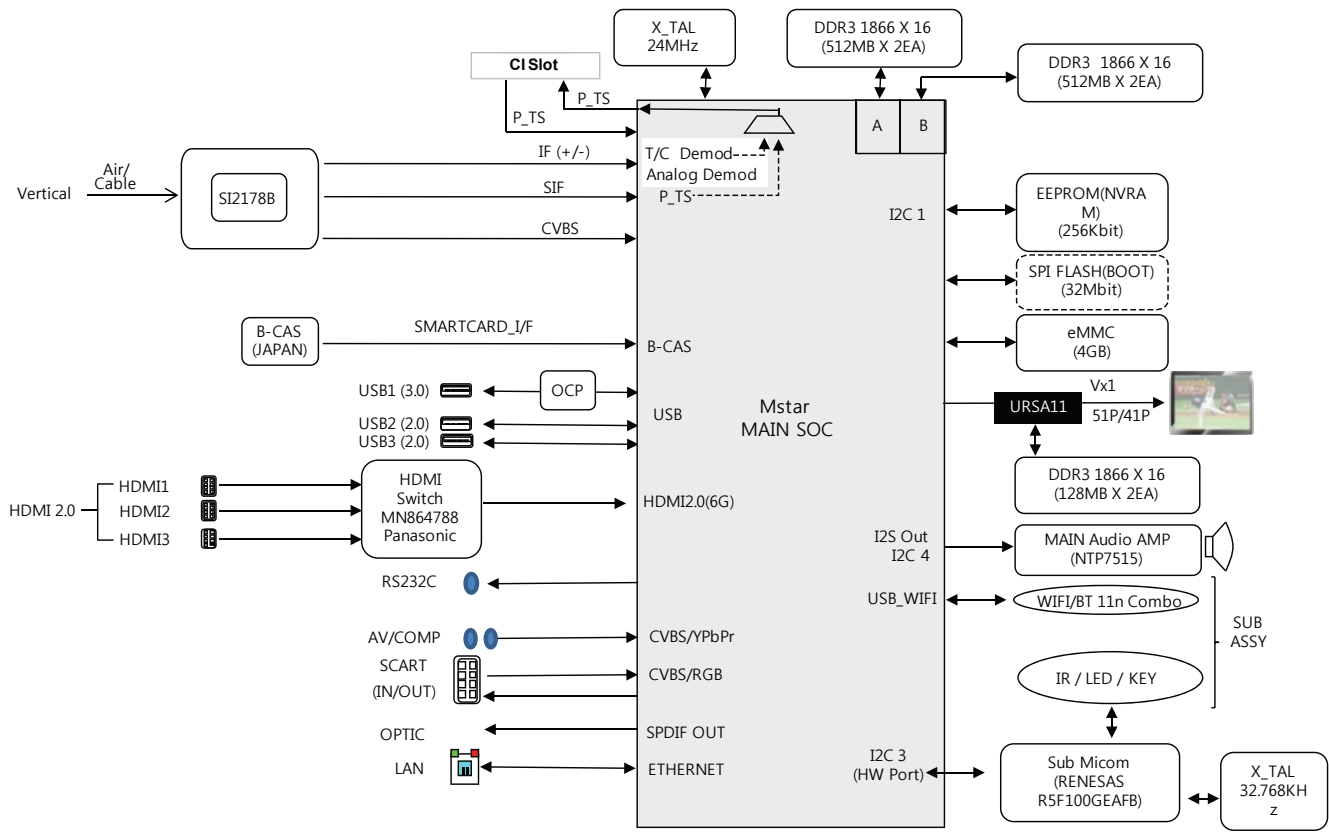 X_TAL
24MHz
DDR3 1866 X 16
(512MB X 2EA)
DDR3 1866 X 16
(512MB X 2EA)
CI Slot
P_TS
P_TS
A
B
IF (+/-)
T/C Demod
Analog Demod
P_TS
Vertical
Air/
Cable
SI2178B
SIF
CVBS
I2C 1
EEPROM(NVRA
M)
(256Kbit)
SPI FLASH(BOOT)
(32Mbit)
eMMC
(4GB)
B-CAS
(JAPAN)
SMARTCARD_I/F
B-CAS
USB1 (3.0)
OCP
USB2 (2.0)
USB3 (2.0)
USB
Mstar
MAIN SOC
URSA11
Vx1
51P/41P
DDR3 1866 X 16
(128MB X 2EA)
HDMI 2.0
HDMI1
HDMI2
HDMI3
HDMI
Switch
MN864788
Panasonic
HDMI2.0(6G)
I2S Out
I2C 4
MAIN Audio AMP
(NTP7515)
RS232C
USB_WIFI
WIFI/BT 11n Combo
SUB
ASSY
AV/COMP
CVBS/YPbPr
SCART
(IN/OUT)
CVBS/RGB
IR / LED / KEY
OPTIC
SPDIF OUT
LAN
ETHERNET
I2C 3
(HW Port)
Sub Micom
(RENESAS
R5F100GEAFB)
X_TAL
32.768KH
z